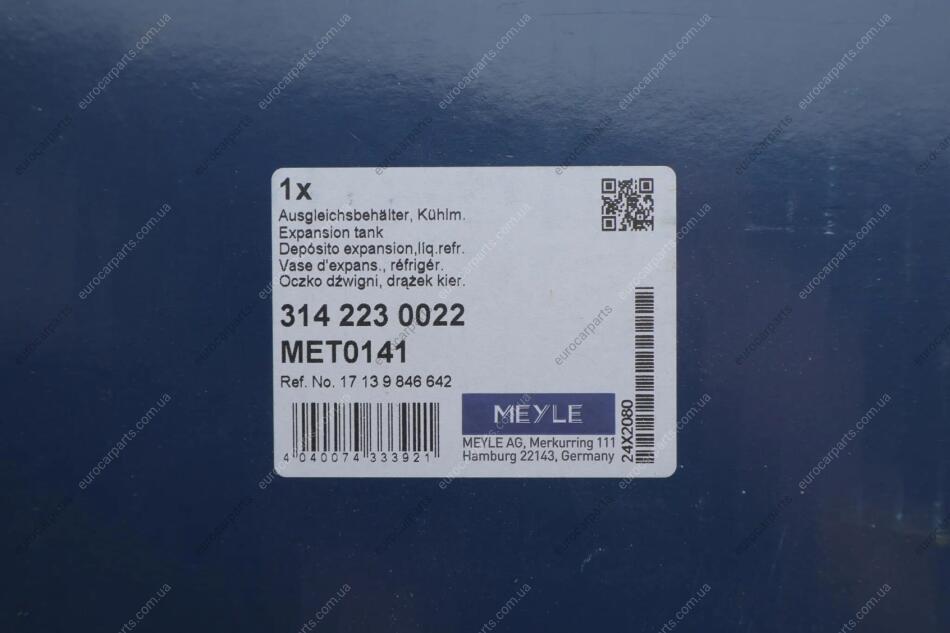 1x
Ausgleichsbehälter, Kühlm.
Expansion tank
Depósito expansion,líq.refr.
Vase d'expans., réfrigér.
Oczko dźwigni, drążek kier.
314 223 0022
MET0141
Ref. No. 17 13 9 846 642
4 040074 333921
MEYLE
MEYLE AG, Merkurring 111
Hamburg 22143, Germany
24X2080
eurocarparts.com.ua